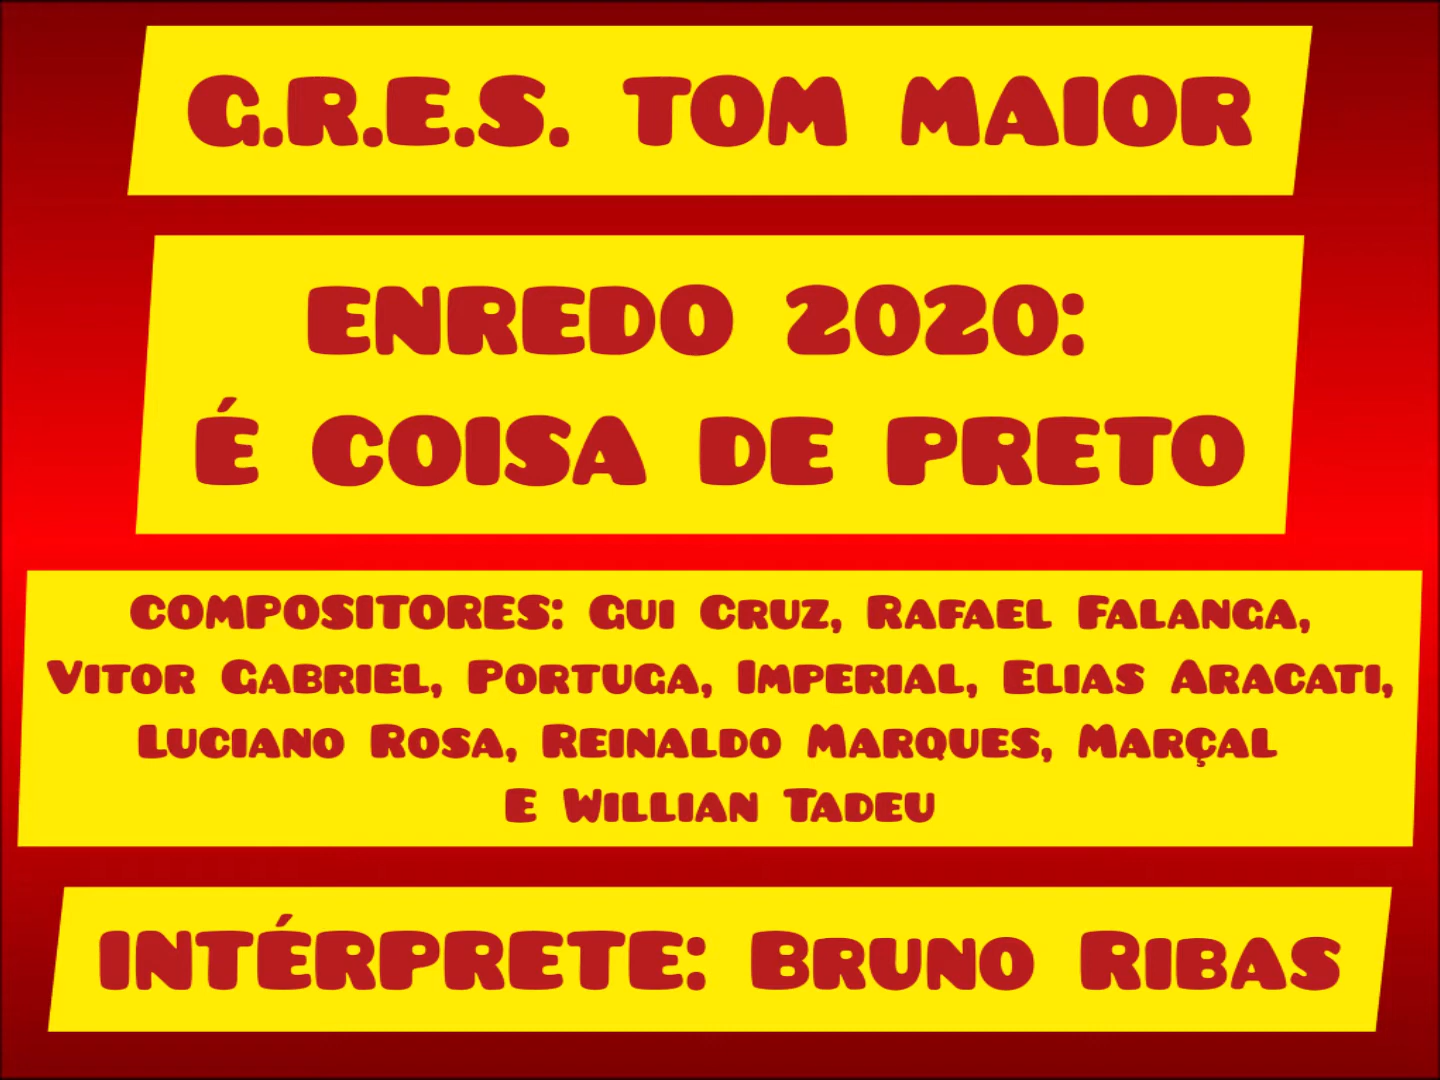 G.R.E.S. TOM MAIOR
ENREDO 2020:
É COISA DE PRETO
COMPOSITORES: GUI CRUZ, RAFAEL FALANGA,
VITOR GABRIEL, PORTUGA, IMPERIAL, ELIAS ARACATI,
LUCIANO ROSA, REINALDO MARQUES, MARÇAL
E WILLIAN TADEU
INTÉRPRETE: BRUNO RIBAS